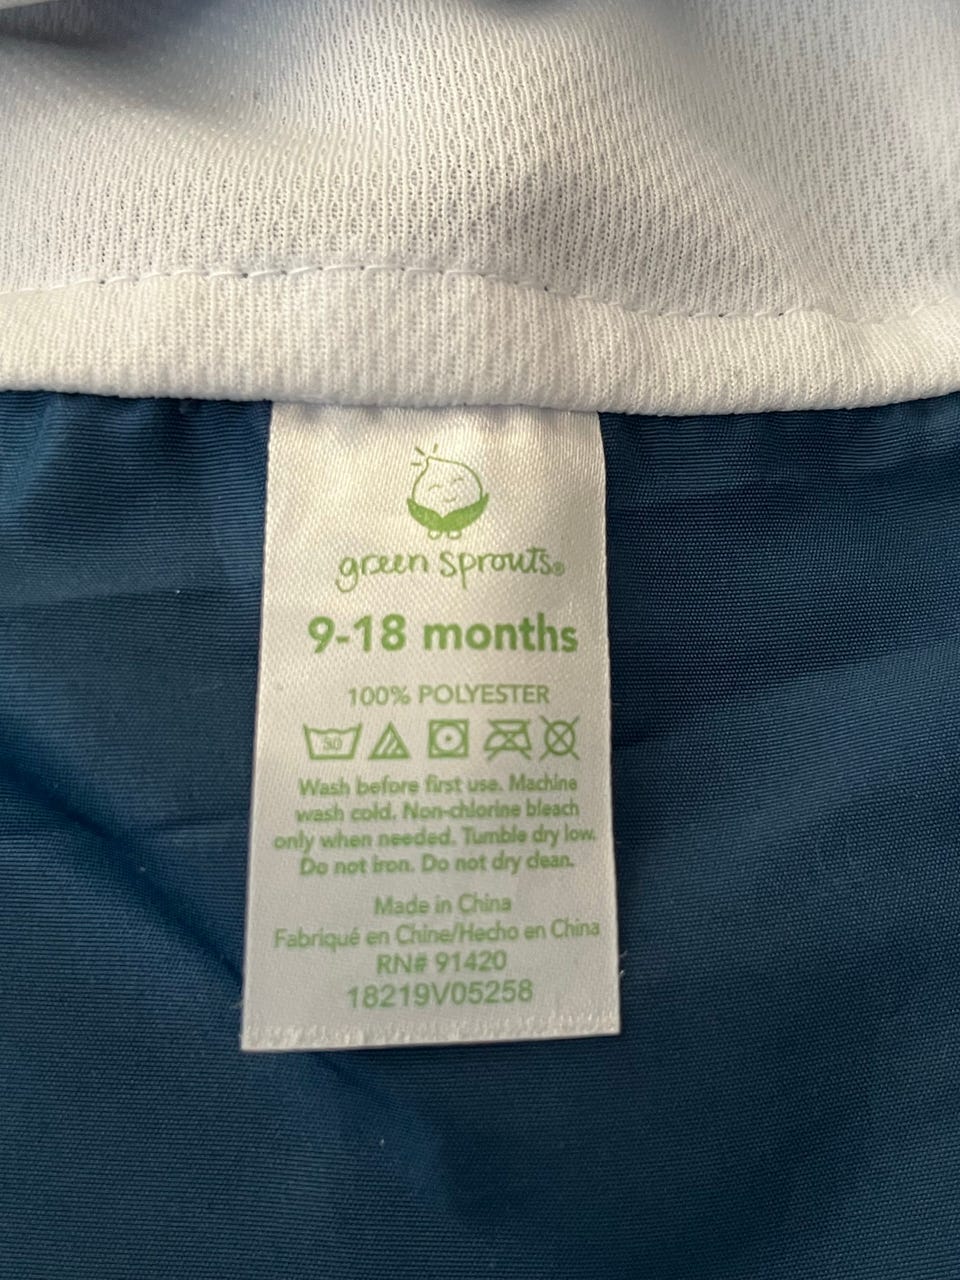 green sprouts®
9-18 months
100% POLYESTER
30
Wash before first use. Machine
wash cold. Non-chlorine bleach
only when needed. Tumble dry low.
Do not iron. Do not dry clean.
Made in China
Fabriqué en Chine/Hecho en China
RN# 91420
18219V05258